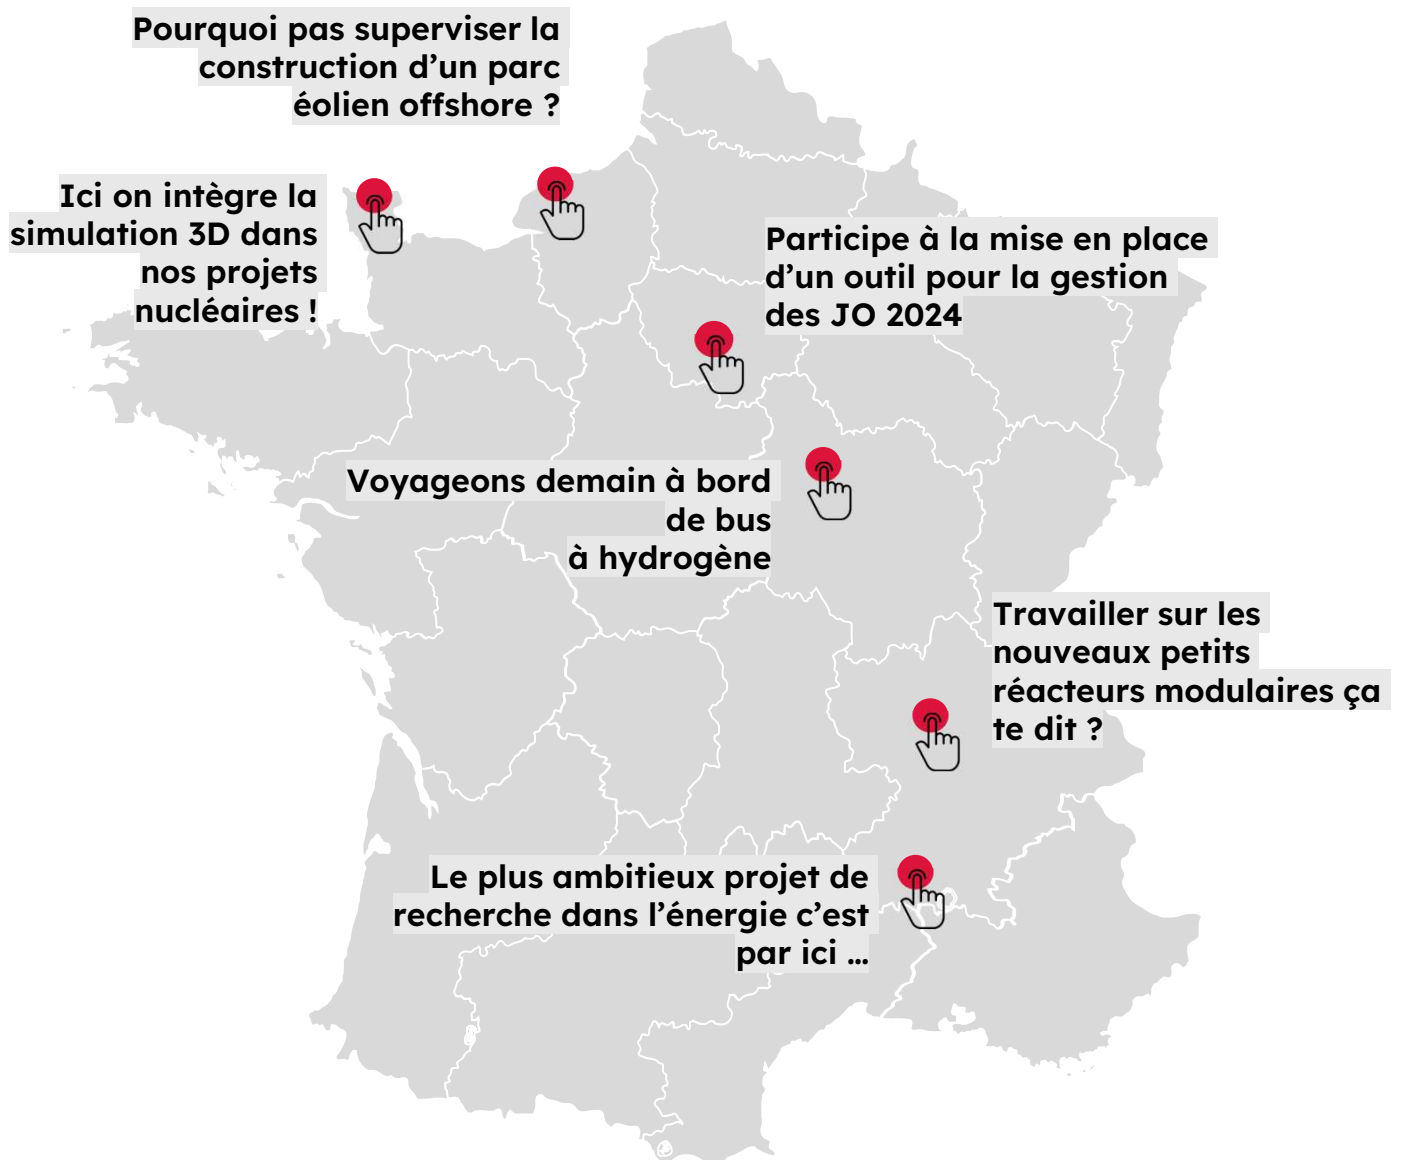 Pourquoi pas superviser la
construction d’un parc
éolien offshore ?
Ici on intègre la
simulation 3D dans
nos projets
nucléaires !
Participe à la mise en place
d’un outil pour la gestion
des JO 2024
Voyageons demain à bord
de bus
à hydrogène
Travailler sur les
nouveaux petits
réacteurs modulaires ça
te dit ?
Le plus ambitieux projet de
recherche dans l’énergie c’est
par ici …